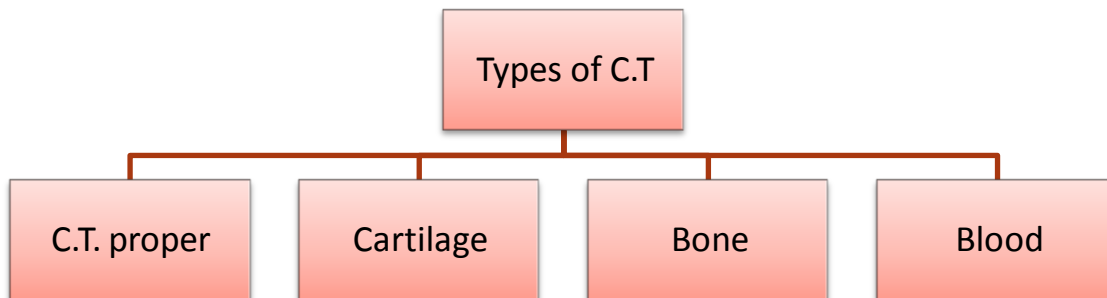 Types of C.T
C.T. proper
Cartilage
Bone
Blood